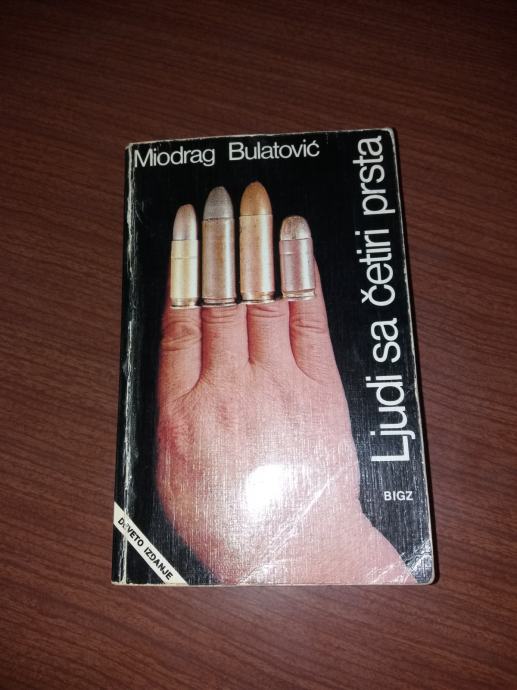 Miodrag Bulatović
Ljudi sa četiri prsta
BIGZ
DEVETO IZDANJE